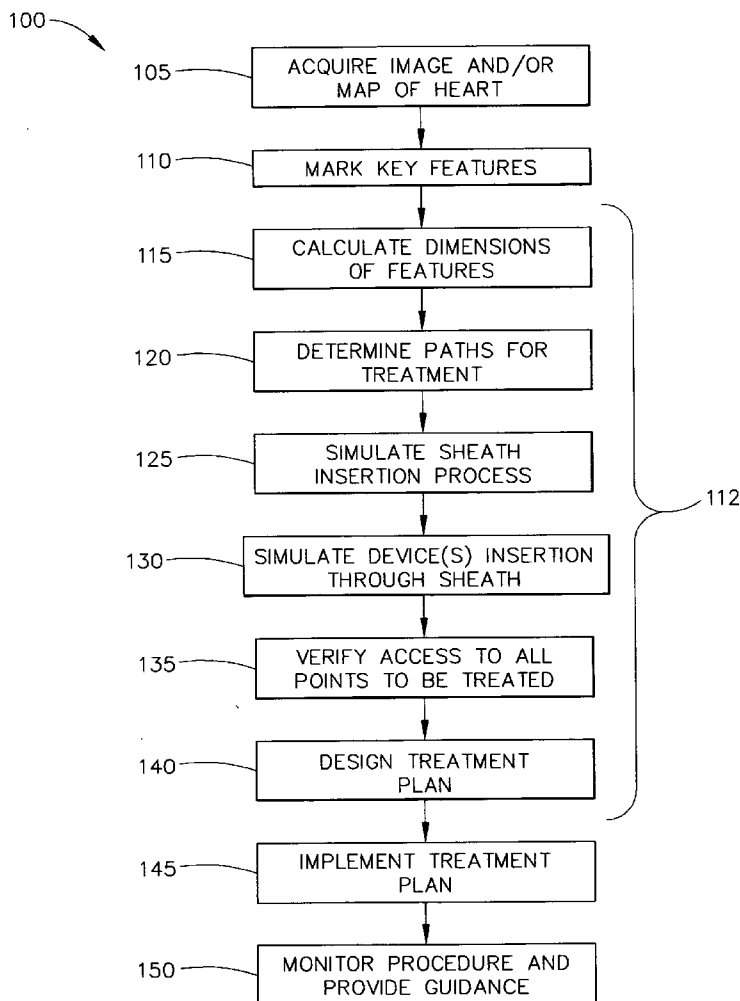 100
105
ACQUIRE IMAGE AND/OR
MAP OF HEART
110
MARK KEY FEATURES
115
CALCULATE DIMENSIONS
OF FEATURES
120
DETERMINE PATHS FOR
TREATMENT
125
SIMULATE SHEATH
INSERTION PROCESS
112
130
SIMULATE DEVICE(S) INSERTION
THROUGH SHEATH
135
VERIFY ACCESS TO ALL
POINTS TO BE TREATED
140
DESIGN TREATMENT
PLAN
145
IMPLEMENT TREATMENT
PLAN
150
MONITOR PROCEDURE AND
PROVIDE GUIDANCE